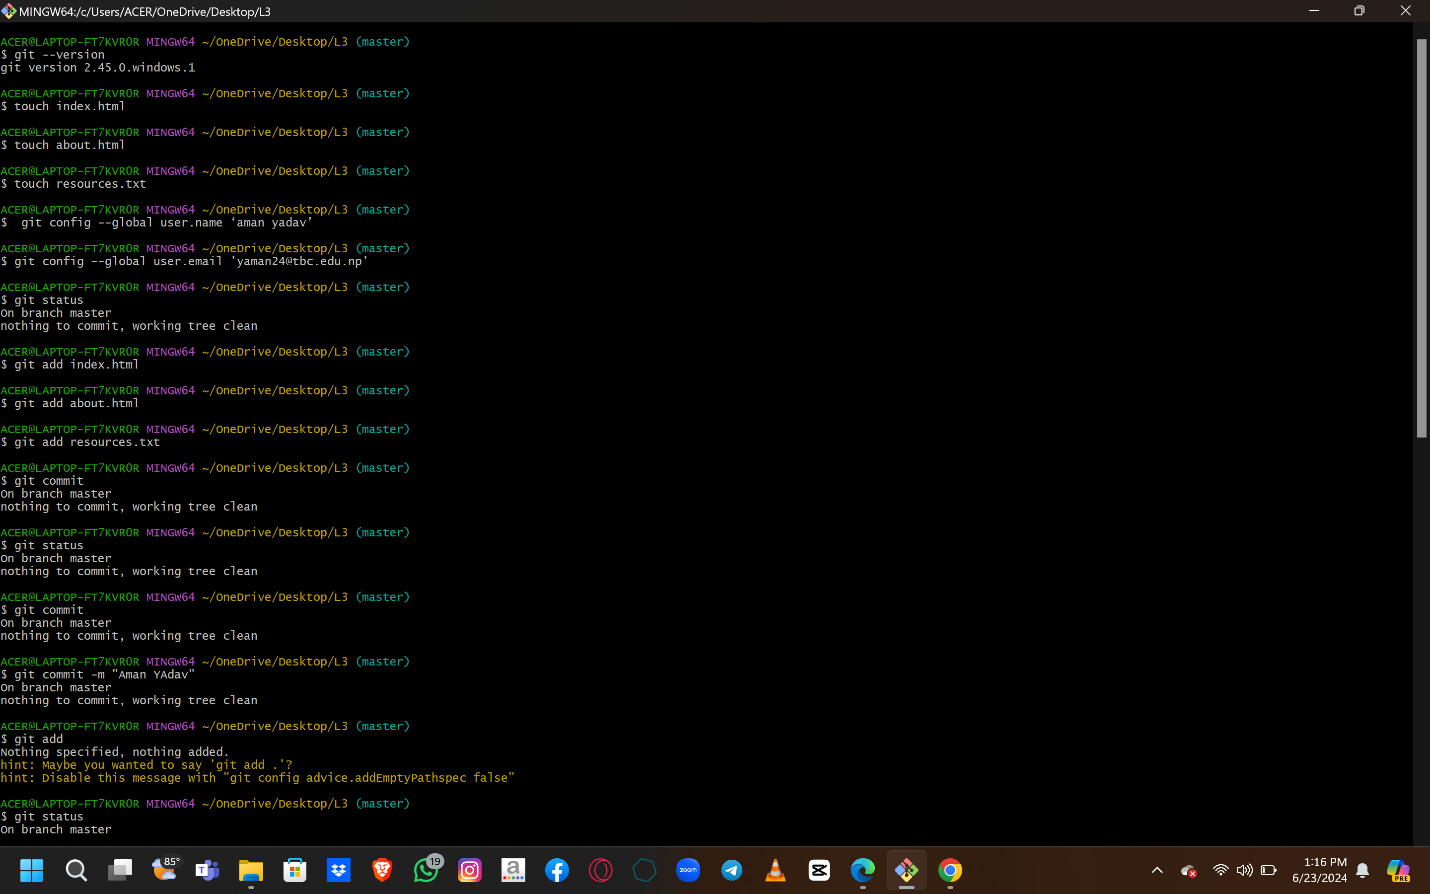 MINGW64:/c/Users/ACER/OneDrive/Desktop/L3
ACER@LAPTOP-FT7KVR0R MINGW64 ~/OneDrive/Desktop/L3 (master)
$ git --version
git version 2.45.0.windows.1
ACER@LAPTOP-FT7KVR0R MINGW64 ~/OneDrive/Desktop/L3 (master)
$ touch index.html
ACER@LAPTOP-FT7KVR0R MINGW64 ~/OneDrive/Desktop/L3 (master)
$ touch about.html
ACER@LAPTOP-FT7KVR0R MINGW64 ~/OneDrive/Desktop/L3 (master)
$ touch resources.txt
ACER@LAPTOP-FT7KVR0R MINGW64 ~/OneDrive/Desktop/L3 (master)
$  git config --global user.name ‘aman yadav’
ACER@LAPTOP-FT7KVR0R MINGW64 ~/OneDrive/Desktop/L3 (master)
$ git config --global user.email 'yaman24@tbc.edu.np'
ACER@LAPTOP-FT7KVR0R MINGW64 ~/OneDrive/Desktop/L3 (master)
$ git status
On branch master
nothing to commit, working tree clean
ACER@LAPTOP-FT7KVR0R MINGW64 ~/OneDrive/Desktop/L3 (master)
$ git add index.html
ACER@LAPTOP-FT7KVR0R MINGW64 ~/OneDrive/Desktop/L3 (master)
$ git add about.html
ACER@LAPTOP-FT7KVR0R MINGW64 ~/OneDrive/Desktop/L3 (master)
$ git add resources.txt
ACER@LAPTOP-FT7KVR0R MINGW64 ~/OneDrive/Desktop/L3 (master)
$ git commit
On branch master
nothing to commit, working tree clean
ACER@LAPTOP-FT7KVR0R MINGW64 ~/OneDrive/Desktop/L3 (master)
$ git status
On branch master
nothing to commit, working tree clean
ACER@LAPTOP-FT7KVR0R MINGW64 ~/OneDrive/Desktop/L3 (master)
$ git commit
On branch master
nothing to commit, working tree clean
ACER@LAPTOP-FT7KVR0R MINGW64 ~/OneDrive/Desktop/L3 (master)
$ git commit -m "Aman YAdav"
On branch master
nothing to commit, working tree clean
ACER@LAPTOP-FT7KVR0R MINGW64 ~/OneDrive/Desktop/L3 (master)
$ git add
Nothing specified, nothing added.
hint: Maybe you wanted to say 'git add .'?
hint: Disable this message with "git config advice.addEmptyPathspec false"
ACER@LAPTOP-FT7KVR0R MINGW64 ~/OneDrive/Desktop/L3 (master)
$ git status
On branch master
85°
19
zoom
1:16 PM
6/23/2024
PRE